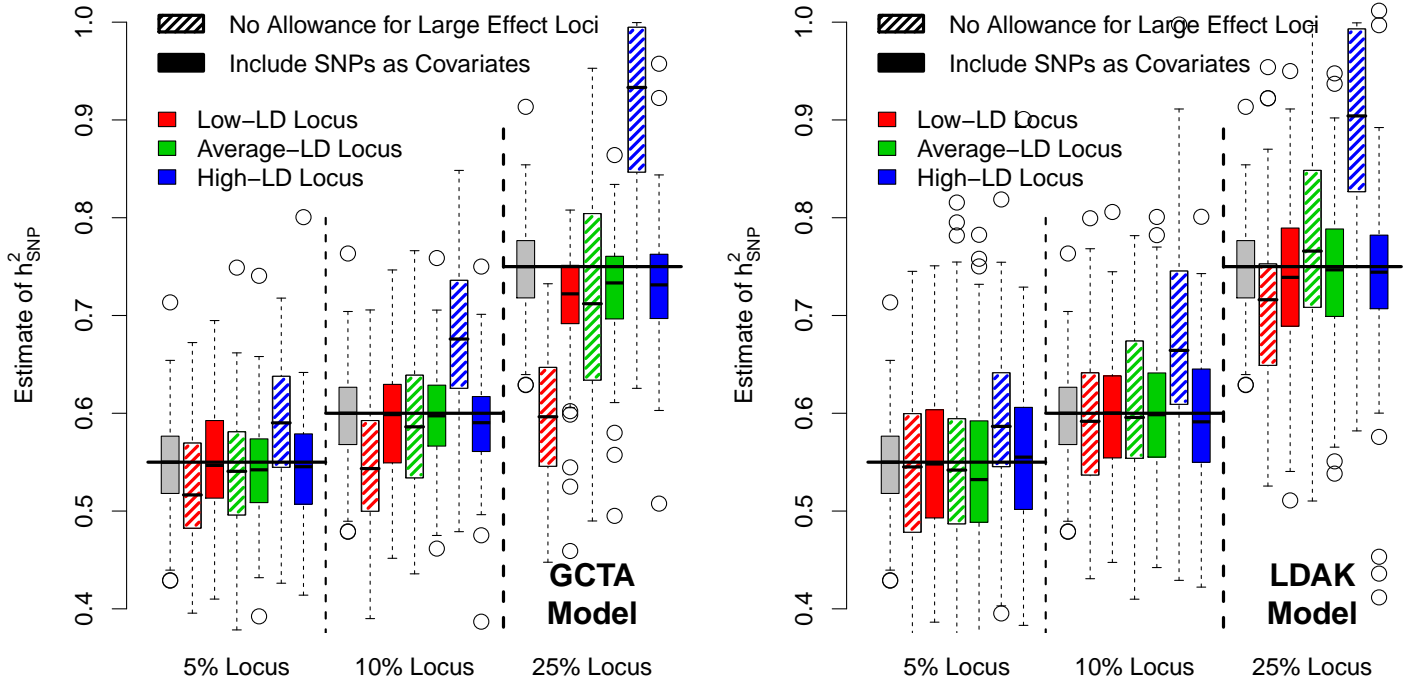 No Allowance for Large Effect Loci
Include SNPs as Covariates
Low−LD Locus
Average−LD Locus
High−LD Locus
Estimate of h²SNP
1.0
0.9
0.8
0.7
0.6
0.5
0.4
GCTA
Model
5% Locus
10% Locus
25% Locus
No Allowance for Large Effect Loci
Include SNPs as Covariates
Low−LD Locus
Average−LD Locus
High−LD Locus
Estimate of h²SNP
1.0
0.9
0.8
0.7
0.6
0.5
0.4
LDAK
Model
5% Locus
10% Locus
25% Locus